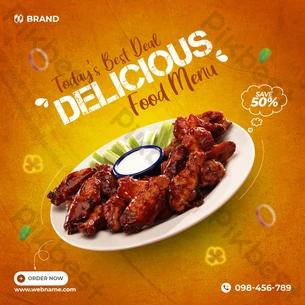 BRAND
Today's Best Deal
DELICIOUS
Food Menu
SAVE
50%
ORDER NOW
www.webname.com
098-456-789